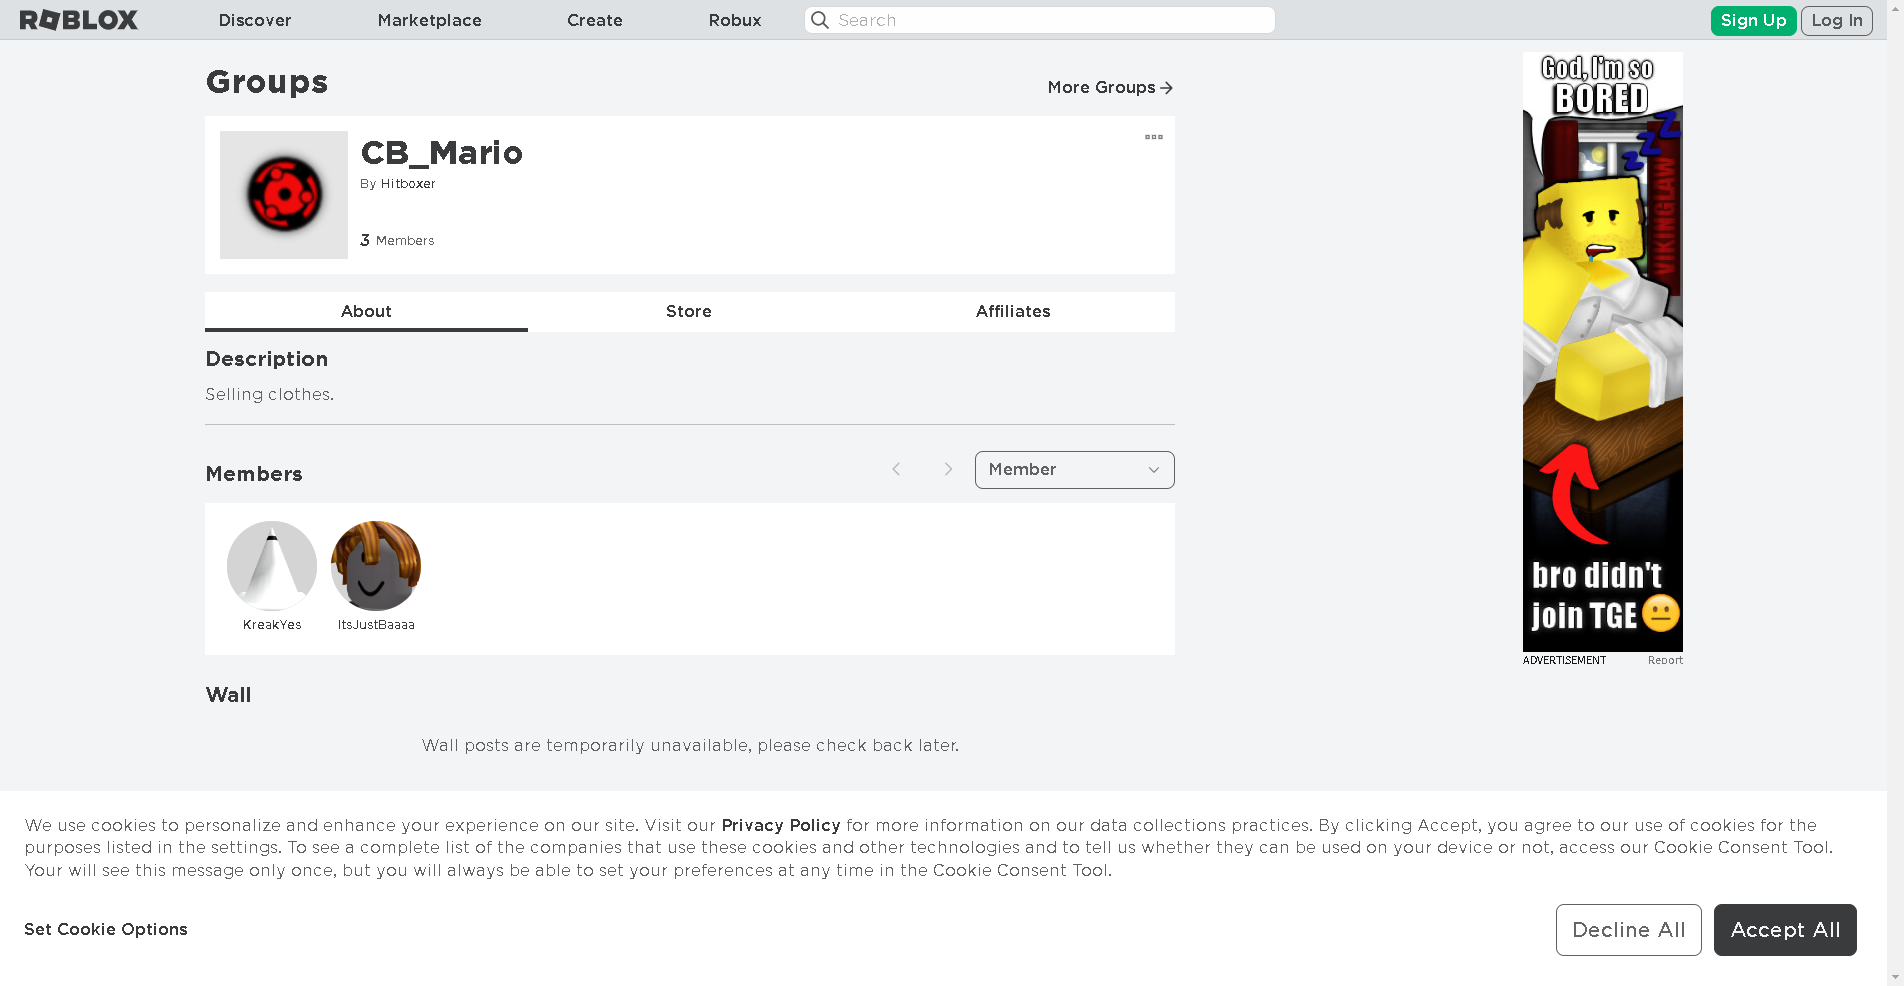 ROBLOX
Discover
Marketplace
Create
Robux
Search
Sign Up
Log In
Groups
More Groups
CB_Mario
By Hitboxer
3 Members
About
Store
Affiliates
Description
Selling clothes.
Members
Member
KreakYes
ItsJustBaaaa
Wall
Wall posts are temporarily unavailable, please check back later.
God, I'm so
BORED
z z z
VIKINGLAW
bro didn't
join TGE
ADVERTISEMENT
Report
We use cookies to personalize and enhance your experience on our site. Visit our Privacy Policy for more information on our data collections practices. By clicking Accept, you agree to our use of cookies for the
purposes listed in the settings. To see a complete list of the companies that use these cookies and other technologies and to tell us whether they can be used on your device or not, access our Cookie Consent Tool.
Your will see this message only once, but you will always be able to set your preferences at any time in the Cookie Consent Tool.
Set Cookie Options
Decline All
Accept All